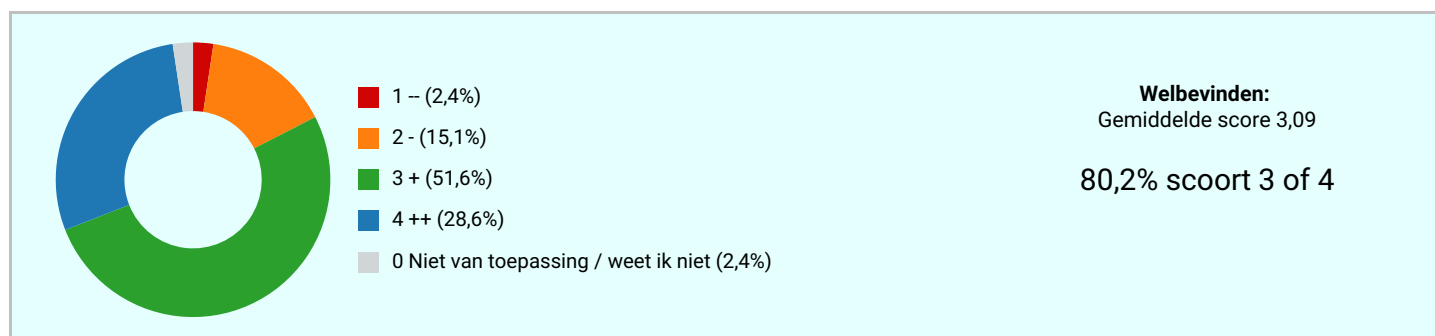 1 -- (2,4%)
2 - (15,1%)
3 + (51,6%)
4 ++ (28,6%)
0 Niet van toepassing / weet ik niet (2,4%)
Welbevinden:
Gemiddelde score 3,09
80,2% scoort 3 of 4